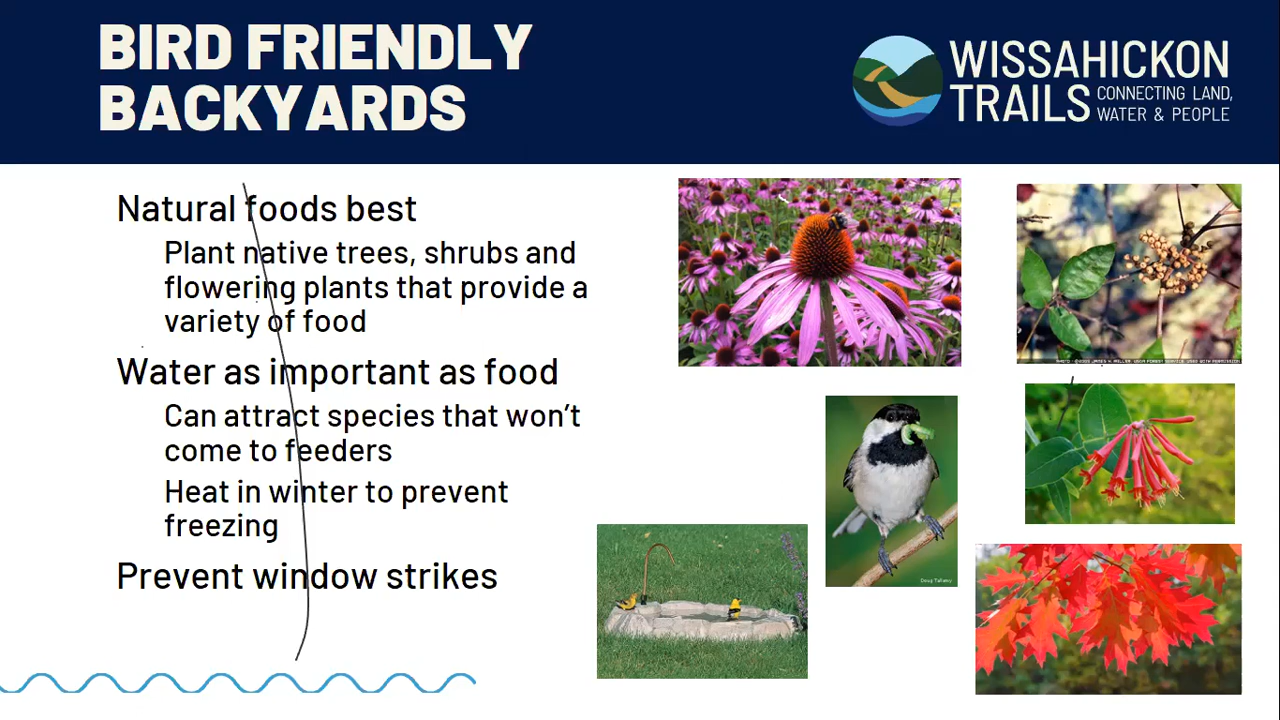 BIRD FRIENDLY
BACKYARDS
WISSAHICKON
TRAILS CONNECTING LAND,
WATER & PEOPLE
Natural foods best
Plant native trees, shrubs and
flowering plants that provide a
variety of food
Water as important as food
Can attract species that won't
come to feeders
Heat in winter to prevent
freezing
Prevent window strikes
Doug Tallamy